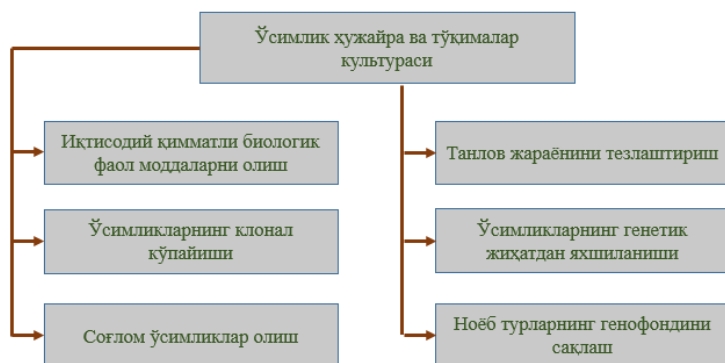 Ўсимлик ҳужайра ва тўқималар
культураси
Иқтисодий қимматли биологик
фаол моддаларни олиш
Ўсимликларнинг клонал
кўпайиши
Соғлом ўсимликлар олиш
Танлов жараёнини тезлаштириш
Ўсимликларнинг генетик
жиҳатдан яхшиланиши
Ноёб турларнинг генофондини
сақлаш